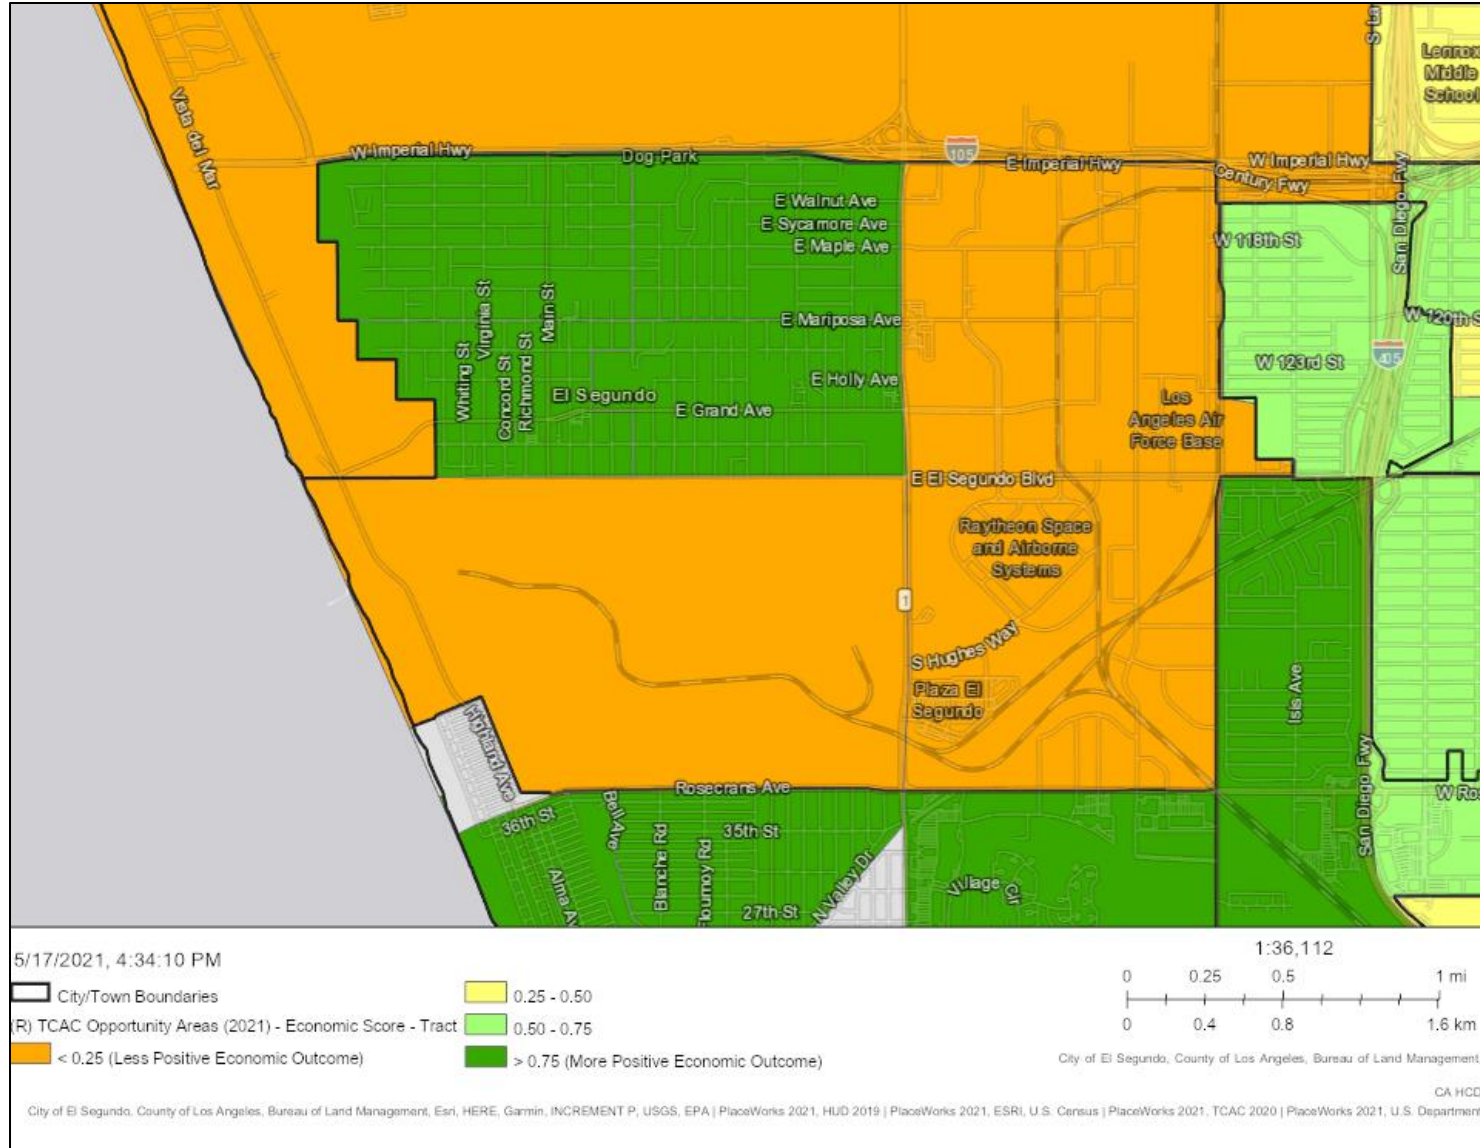 S La
Lennox
Middle
School
Vista del Mar
W Imperial Hwy
Dog Park
105
E Imperial Hwy
W Imperial Hwy
Century Fwy
San Diego Fwy
E Walnut Ave
E Sycamore Ave
E Maple Ave
W 118th St
Virginia St
Main St
E Mariposa Ave
W 120th S
Whiting St
Concord St
Richmond St
W 123rd St
405
E Holly Ave
El Segundo
E Grand Ave
Los
Angeles Air
Force Base
E El Segundo Blvd
Raytheon Space
and Airborne
Systems
1
S Hughes Way
Plaza El
Segundo
Isis Ave
Highland Ave
San Diego Fwy
Rosecrans Ave
W Ros
36th St
Bell Ave
Blanche Rd
Flournoy Rd
35th St
N Valley Dr
Village Cir
Alma Av
27th St
5/17/2021, 4:34:10 PM
City/Town Boundaries
(R) TCAC Opportunity Areas (2021) - Economic Score - Tract
< 0.25 (Less Positive Economic Outcome)
0.25 - 0.50
0.50 - 0.75
> 0.75 (More Positive Economic Outcome)
1:36,112
0 0.25 0.5 1 mi
0 0.4 0.8 1.6 km
City of El Segundo, County of Los Angeles, Bureau of Land Management,
CA HCD
City of El Segundo, County of Los Angeles, Bureau of Land Management, Esri, HERE, Garmin, INCREMENT P, USGS, EPA | PlaceWorks 2021, HUD 2019 | PlaceWorks 2021, ESRI, U.S. Census | PlaceWorks 2021, TCAC 2020 | PlaceWorks 2021, U.S. Department